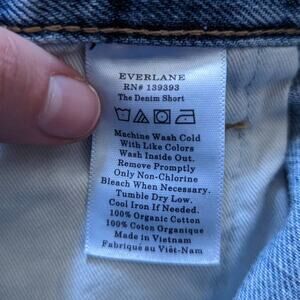 EVERLANE
RN# 139393
The Denim Short
Machine Wash Cold
With Like Colors
Wash Inside Out.
Remove Promptly
Only Non-Chlorine
Bleach When Necessary.
Tumble Dry Low.
Cool Iron If Needed.
100% Organic Cotton
100% Coton Organique
Made in Vietnam
Fabriqué au Viêt-Nam